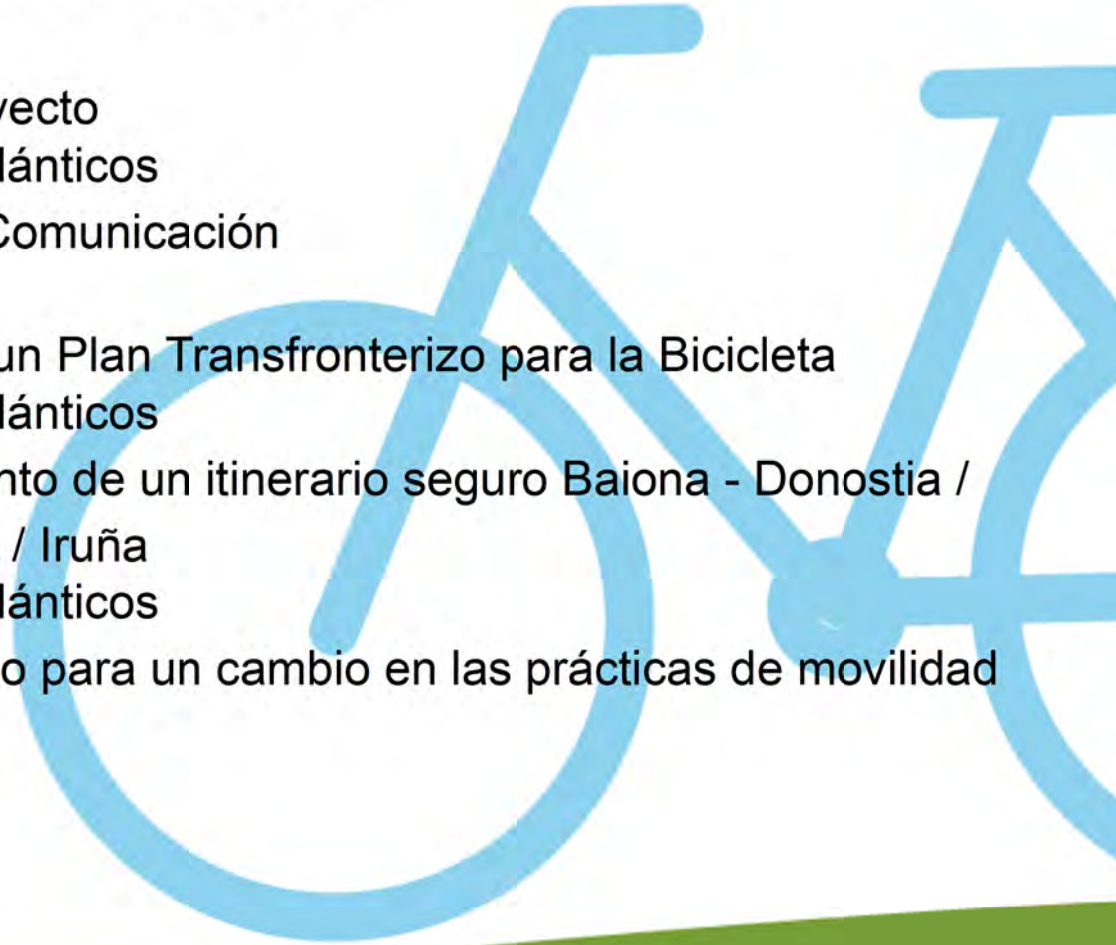 yecto
lánticos
Comunicación
un Plan Transfronterizo para la Bicicleta
lánticos
nto de un itinerario seguro Baiona - Donostia /
/ Iruña
lánticos
o para un cambio en las prácticas de movilidad